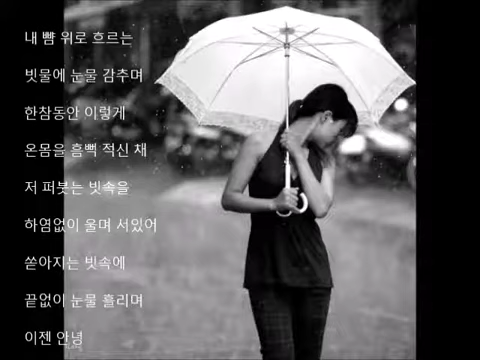 내 뺨 위로 흐르는
빗물에 눈물 감추며
한참동안 이렇게
온몸을 흠뻑 적신 채
저 퍼붓는 빗속을
하염없이 울며 서있어
쏟아지는 빗속에
끝없이 눈물 흘리며
이젠 안녕